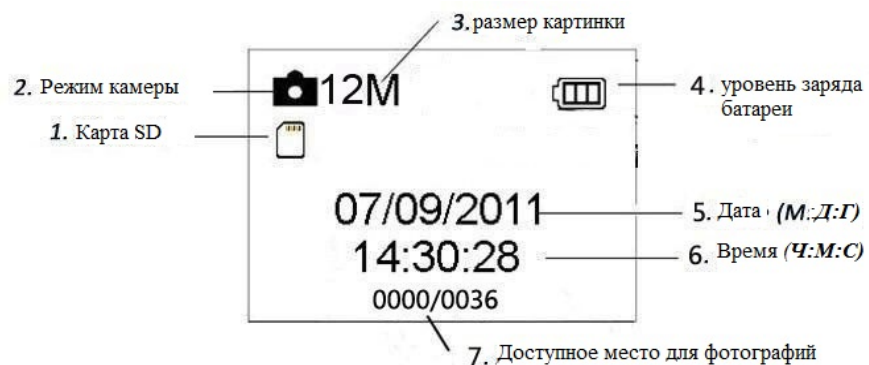 3. размер картинки
2. Режим камеры
12M
4. уровень заряда
батареи
1. Карта SD
07/09/2011
5. Дата (М:Д:Г)
14:30:28
6. Время (Ч:М:С)
0000/0036
7. Доступное место для фотографий